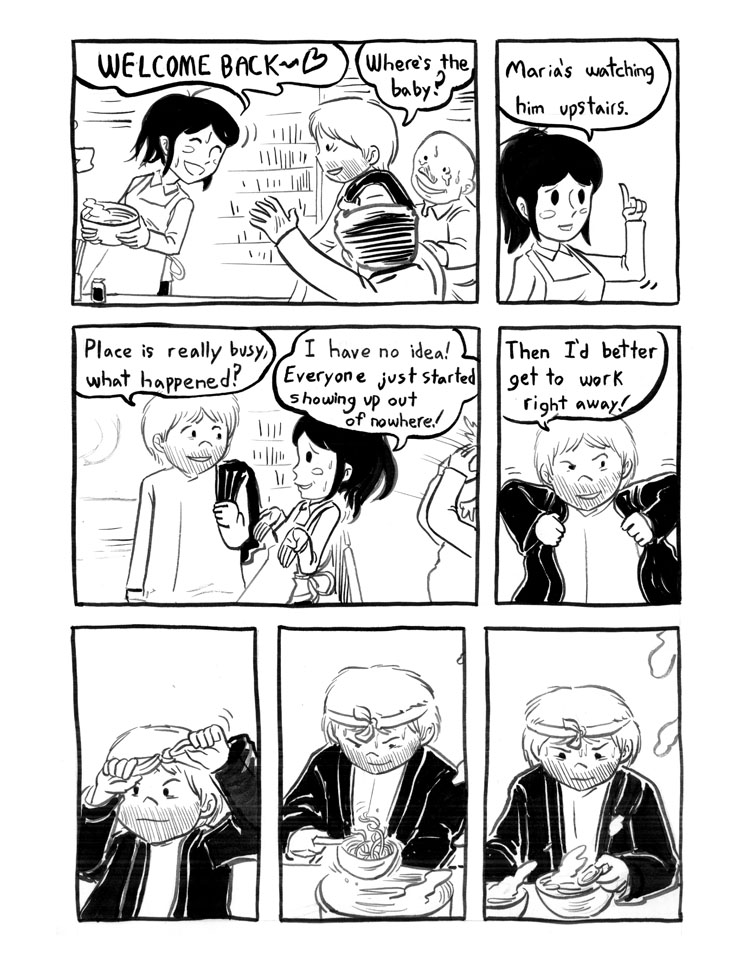 WELCOME BACK~♡
Where's the
baby?
Maria's watching
him upstairs.
Place is really busy,
what happened?
I have no idea!
Everyone just started
showing up out
of nowhere!
Then I'd better
get to work
right away!